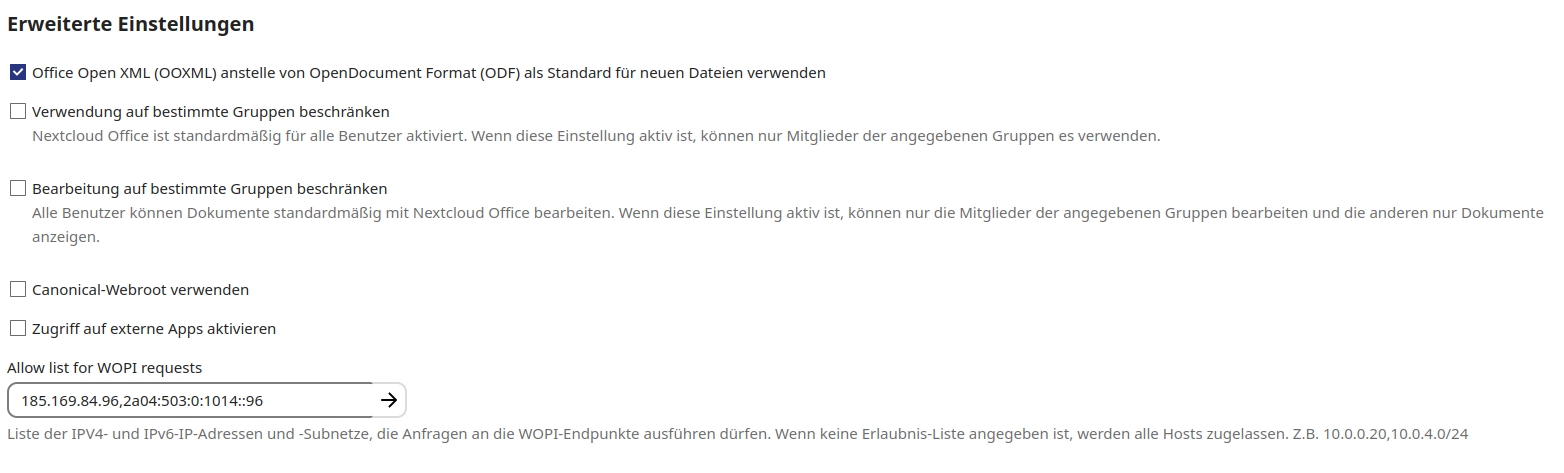 Erweiterte Einstellungen
Office Open XML (OOXML) anstelle von OpenDocument Format (ODF) als Standard für neuen Dateien verwenden
Verwendung auf bestimmte Gruppen beschränken
Nextcloud Office ist standardmäßig für alle Benutzer aktiviert. Wenn diese Einstellung aktiv ist, können nur Mitglieder der angegebenen Gruppen es verwenden.
Bearbeitung auf bestimmte Gruppen beschränken
Alle Benutzer können Dokumente standardmäßig mit Nextcloud Office bearbeiten. Wenn diese Einstellung aktiv ist, können nur die Mitglieder der angegebenen Gruppen bearbeiten und die anderen nur Dokumente
anzeigen.
Canonical-Webroot verwenden
Zugriff auf externe Apps aktivieren
Allow list for WOPI requests
185.169.84.96,2a04:503:0:1014::96
Liste der IPV4- und IPv6-IP-Adressen und -Subnetze, die Anfragen an die WOPI-Endpunkte ausführen dürfen. Wenn keine Erlaubnis-Liste angegeben ist, werden alle Hosts zugelassen. Z.B. 10.0.0.20,10.0.4.0/24